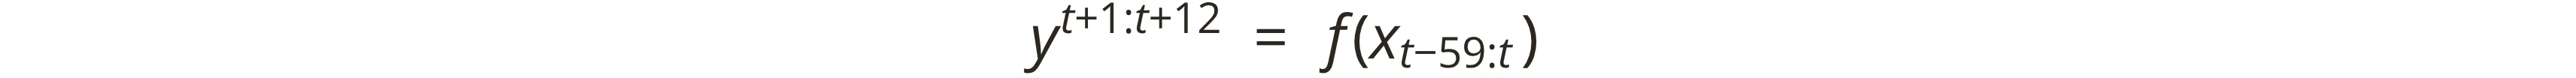 y^{t+1:t+12} = f(x_{t−59:t})